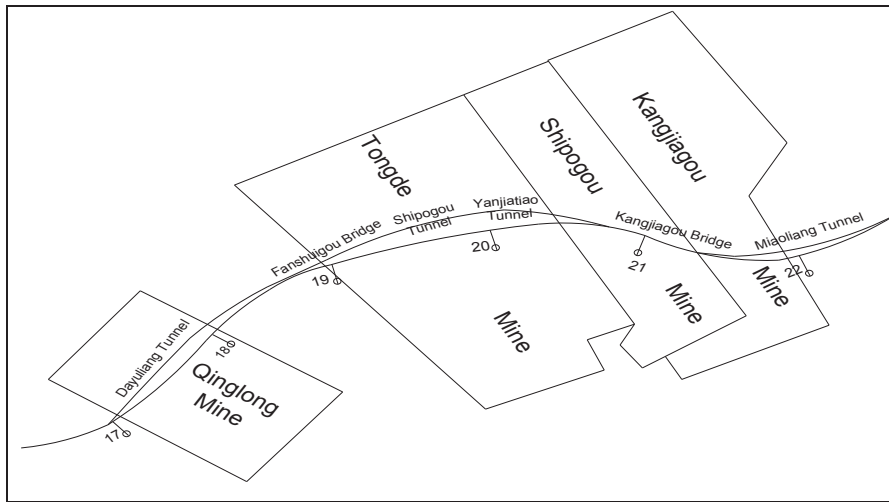 Kangjiagou
Shipogou
Tongde
Yanjiatiao
Tunnel
Shipogou
Tunnel
Fanshuigou Bridge
Kangjiagou Bridge
Miaoliang Tunnel
20
21
22
19
Mine
Mine
Mine
18
Dayuliang Tunnel
Qinglong
Mine
17